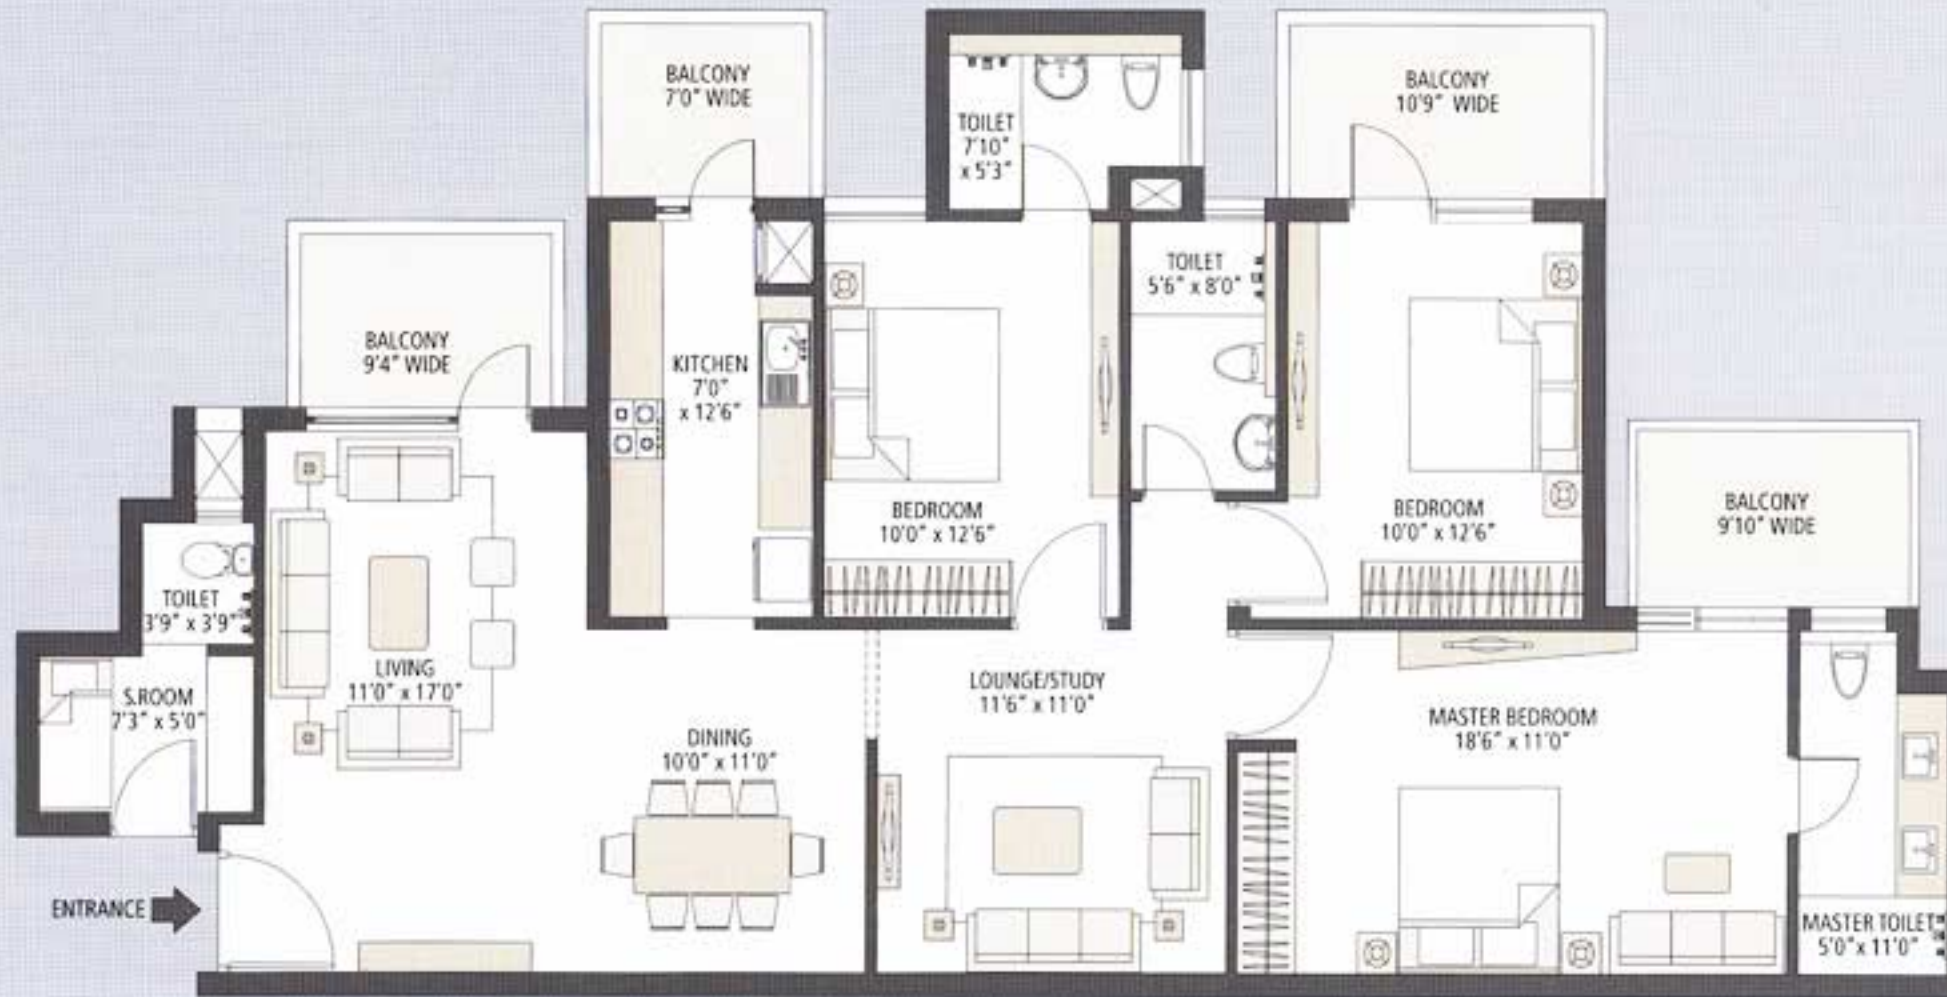 BALCONY
7'0" WIDE
BALCONY
10'9" WIDE
TOILET
7'10"
x 5'3"
TOILET
5'6" x 8'0"
BALCONY
9'4" WIDE
KITCHEN
7'0"
x 12'6"
BEDROOM
10'0" x 12'6"
BEDROOM
10'0" x 12'6"
BALCONY
9'10" WIDE
TOILET
3'9" x 3'9"
LIVING
11'0" x 17'0"
S.ROOM
7'3" x 5'0"
LOUNGE/STUDY
11'6" x 11'0"
DINING
10'0" x 11'0"
MASTER BEDROOM
18'6" x 11'0"
ENTRANCE
MASTER TOILET
5'0" x 11'0"